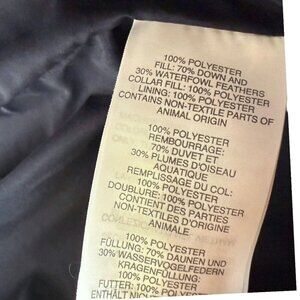 100% POLYESTER
FILL: 70% DOWN AND
30% WATERFOWL FEATHERS
COLLAR FILL: 100% POLYESTER
LINING: 100% POLYESTER
CONTAINS NON-TEXTILE PARTS OF
ANIMAL ORIGIN
100% POLYESTER
REMBOURRAGE:
70% DUVET ET
30% PLUMES D'OISEAU
AQUATIQUE
REMPLISSAGE DU COL:
100% POLYESTER
DOUBLURE: 100% POLYESTER
CONTIENT DES PARTIES
NON-TEXTILES D'ORIGINE
ANIMALE
100% POLYESTER
FÜLLUNG: 70% DAUNEN UND
30% WASSERVOGELFEDERN
KRAGENFÜLLUNG:
100% POLYESTER
FUTTER: 100% POLYESTER
ENTHÄLT